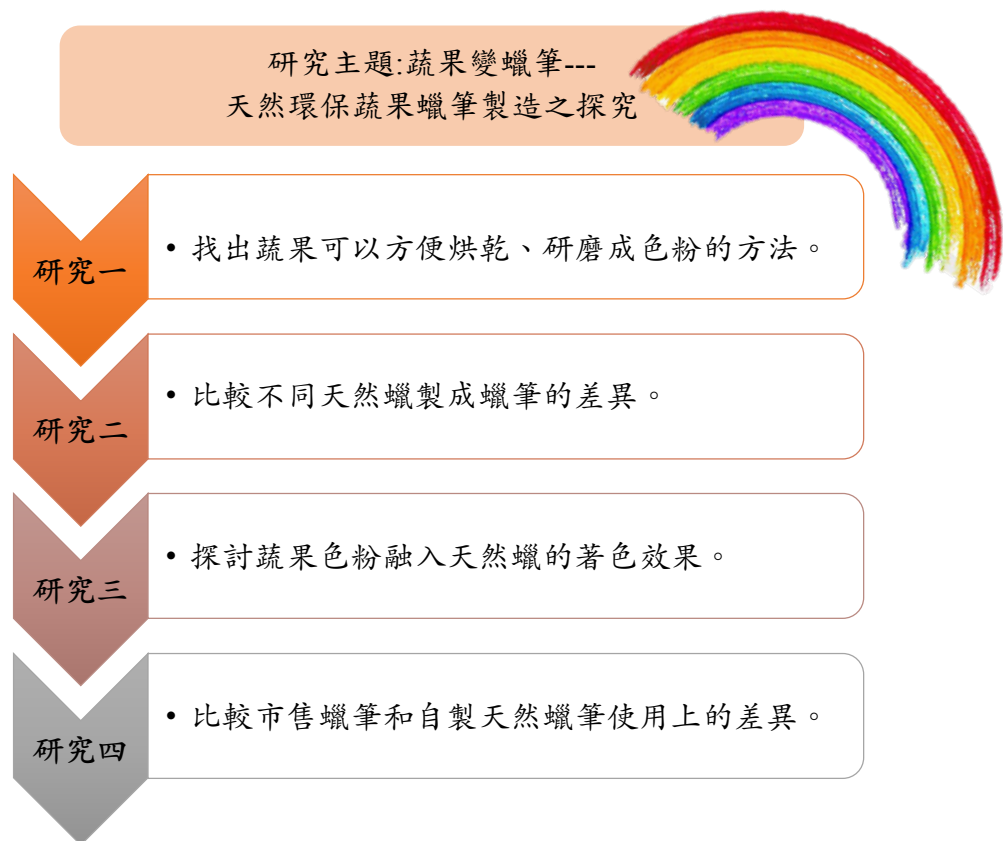 研究主題:蔬果變蠟筆---
天然環保蔬果蠟筆製造之探究
研究一
• 找出蔬果可以方便烘乾、研磨成色粉的方法。
研究二
• 比較不同天然蠟製成蠟筆的差異。
研究三
• 探討蔬果色粉融入天然蠟的著色效果。
研究四
• 比較市售蠟筆和自製天然蠟筆使用上的差異。